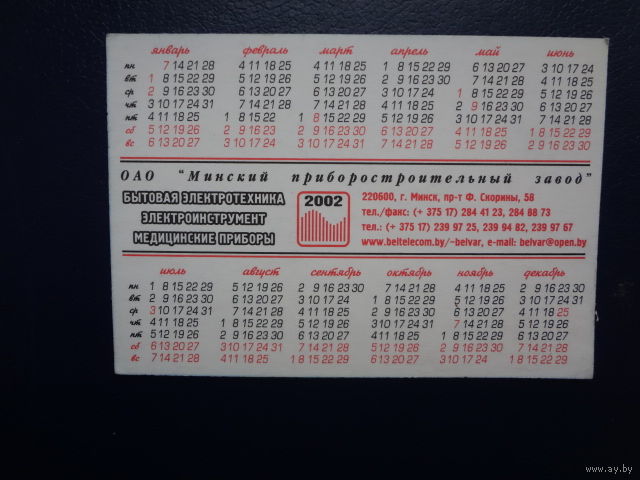 январь февраль март апрель май июнь
пн 7 14 21 28 4 11 18 25 4 11 18 25 1 8 15 22 29 6 13 20 27 3 10 17 24
вт 1 8 15 22 29 5 12 19 26 5 12 19 26 2 9 16 23 30 7 14 21 28 4 11 18 25
ср 2 9 16 23 30 6 13 20 27 6 13 20 27 3 10 17 24 1 8 15 22 29 5 12 19 26
чт 3 10 17 24 31 7 14 21 28 7 14 21 28 4 11 18 25 2 9 16 23 30 6 13 20 27
пт 4 11 18 25 1 8 15 22 1 8 15 22 29 5 12 19 26 3 10 17 24 31 7 14 21 28
сб 5 12 19 26 2 9 16 23 2 9 16 23 30 6 13 20 27 4 11 18 25 1 8 15 22 29
вс 6 13 20 27 3 10 17 24 3 10 17 24 31 7 14 21 28 5 12 19 26 2 9 16 23 30
ОАО "Минский приборостроительный завод"
БЫТОВАЯ ЭЛЕКТРОТЕХНИКА
ЭЛЕКТРОИНСТРУМЕНТ
МЕДИЦИНСКИЕ ПРИБОРЫ
2002
220600, г. Минск, пр-т Ф. Скорины, 58
тел./факс: (+ 375 17) 284 41 23, 284 88 73
тел.: (+ 375 17) 239 97 25, 239 94 82, 239 97 67
www.beltelecom.by/~belvar, e-mail: belvar@open.by
июль август сентябрь октябрь ноябрь декабрь
пн 1 8 15 22 29 5 12 19 26 2 9 16 23 30 7 14 21 28 4 11 18 25 2 9 16 23 30
вт 2 9 16 23 30 6 13 20 27 3 10 17 24 1 8 15 22 29 5 12 19 26 3 10 17 24 31
ср 3 10 17 24 31 7 14 21 28 4 11 18 25 2 9 16 23 30 6 13 20 27 4 11 18 25
чт 4 11 18 25 1 8 15 22 29 5 12 19 26 3 10 17 24 31 7 14 21 28 5 12 19 26
пт 5 12 19 26 2 9 16 23 30 6 13 20 27 4 11 18 25 1 8 15 22 29 6 13 20 27
сб 6 13 20 27 3 10 17 24 31 7 14 21 28 5 12 19 26 2 9 16 23 30 7 14 21 28
вс 7 14 21 28 4 11 18 25 1 8 15 22 29 6 13 20 27 3 10 17 24 1 8 15 22 29
www.ay.by